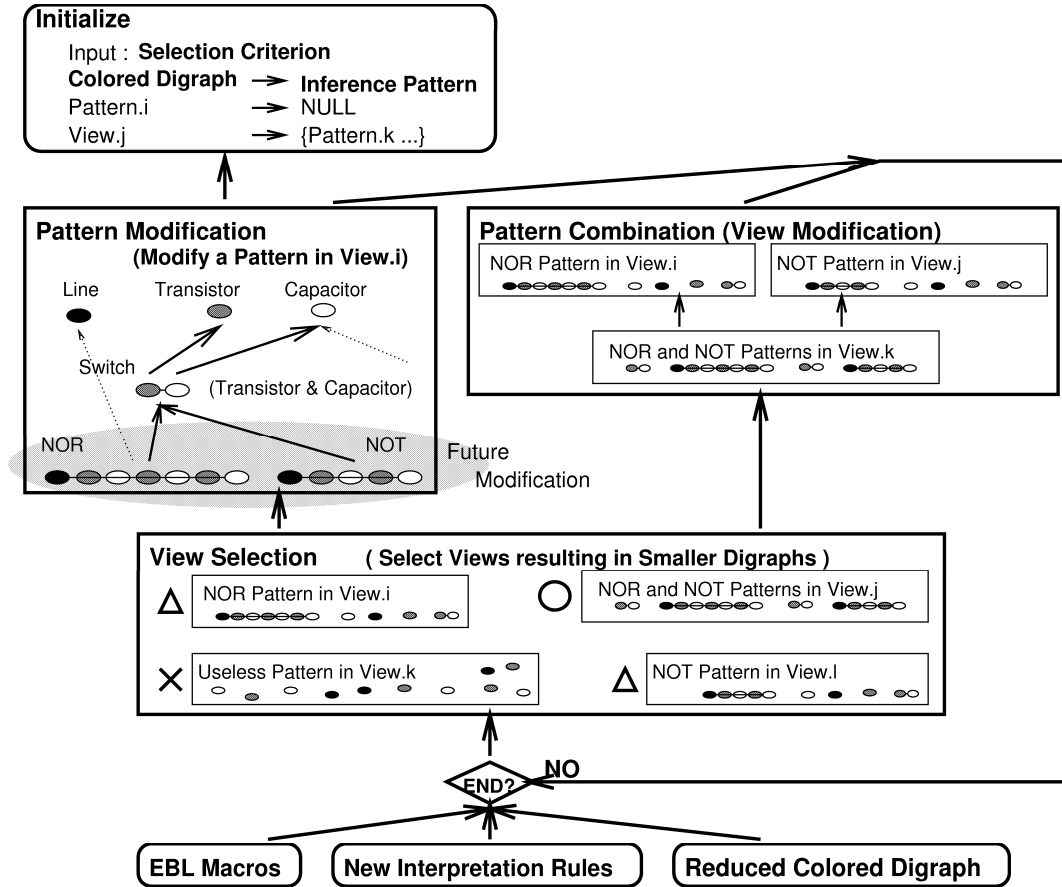 Initialize
Input : Selection Criterion
Colored Digraph Inference Pattern
Pattern.i NULL
View.j {Pattern.k ...}
Pattern Modification
(Modify a Pattern in View.i)
Line Transistor Capacitor
Switch
(Transistor & Capacitor)
NOR NOT
Future
Modification
Pattern Combination (View Modification)
NOR Pattern in View.i
NOT Pattern in View.j
NOR and NOT Patterns in View.k
View Selection ( Select Views resulting in Smaller Digraphs )
NOR Pattern in View.i
NOR and NOT Patterns in View.j
Useless Pattern in View.k
NOT Pattern in View.l
END?
NO
EBL Macros
New Interpretation Rules
Reduced Colored Digraph